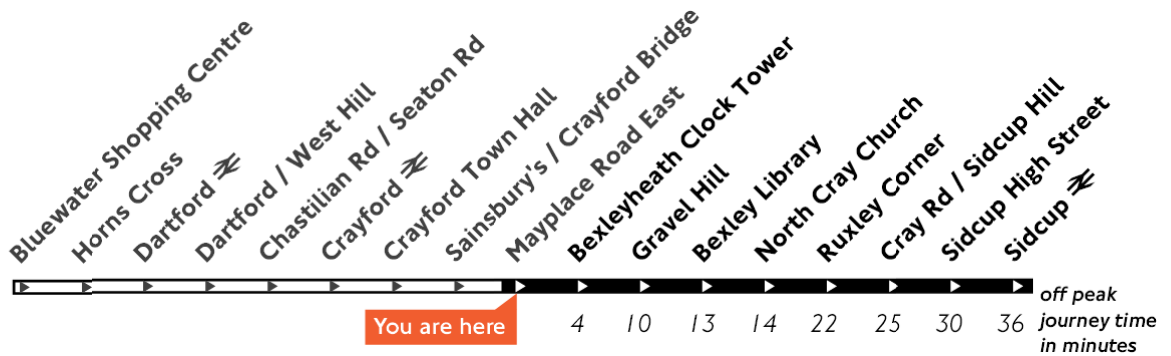 Bluewater Shopping Centre
Horns Cross
Dartford
Dartford / West Hill
Chastilian Rd / Seaton Rd
Crayford
Crayford Town Hall
Sainsbury's / Crayford Bridge
Mayplace Road East
Bexleyheath Clock Tower
Gravel Hill
Bexley Library
North Cray Church
Ruxley Corner
Cray Rd / Sidcup Hill
Sidcup High Street
Sidcup
You are here
4 10 13 14 22 25 30 36
off peak
journey time
in minutes